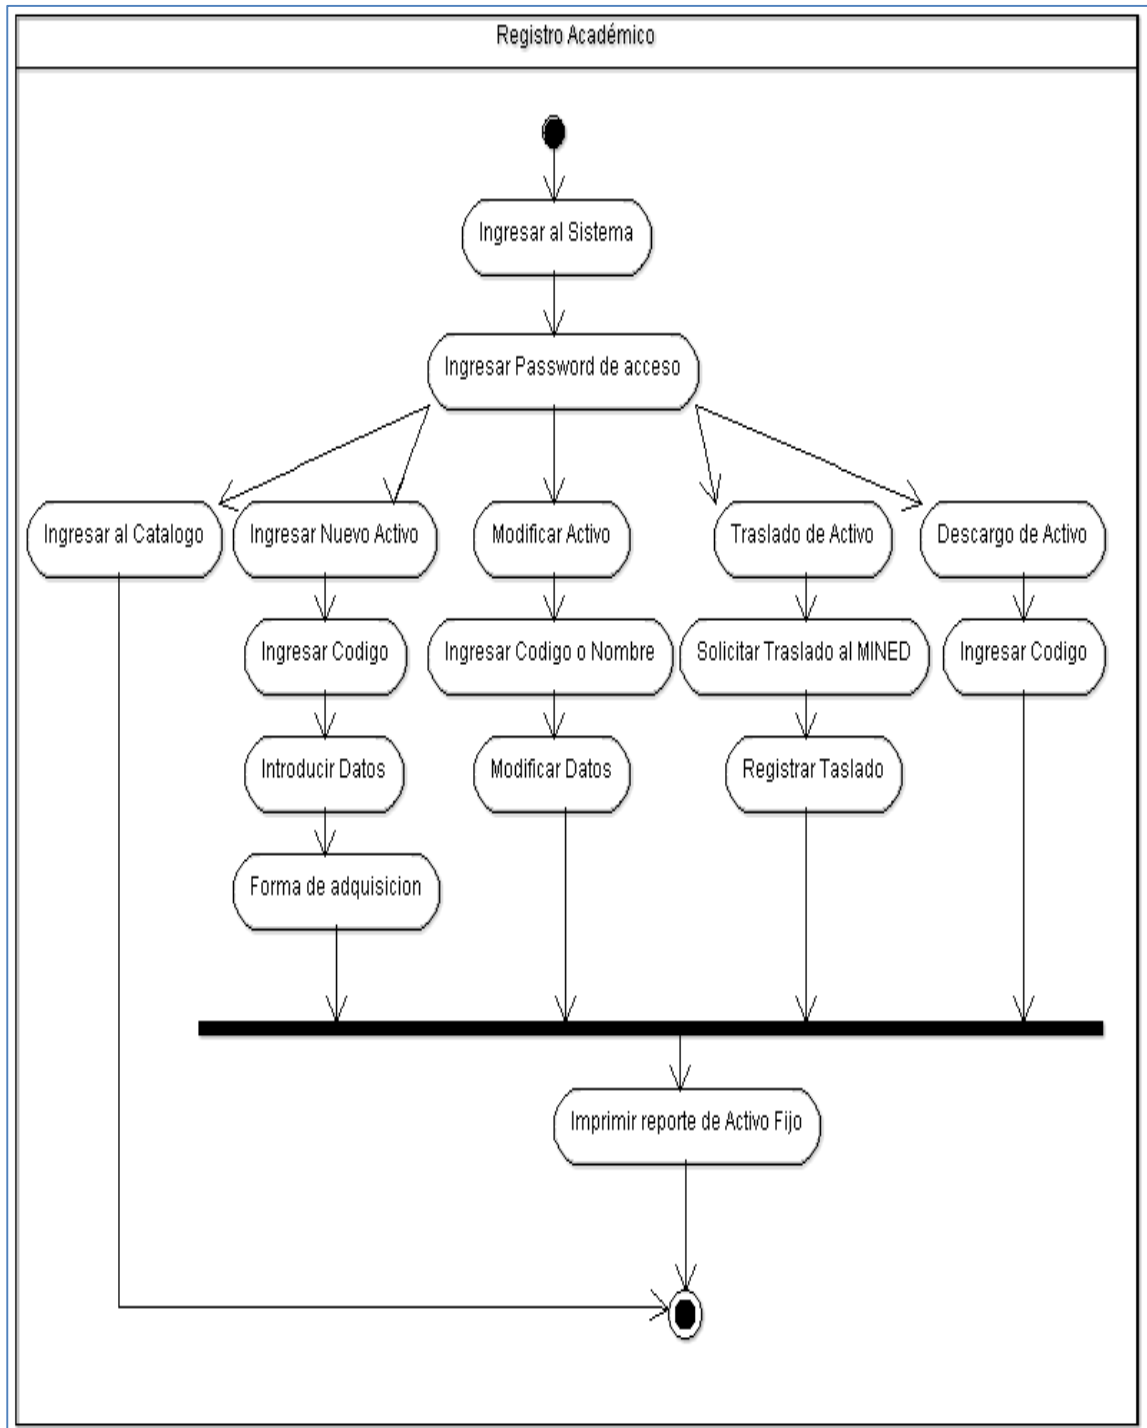 Registro Académico
Ingresar al Sistema
Ingresar Password de acceso
Ingresar al Catalogo
Ingresar Nuevo Activo
Modificar Activo
Traslado de Activo
Descargo de Activo
Ingresar Codigo
Ingresar Codigo o Nombre
Solicitar Traslado al MINED
Ingresar Codigo
Introducir Datos
Modificar Datos
Registrar Taslado
Forma de adquisicion
Imprimir reporte de Activo Fijo